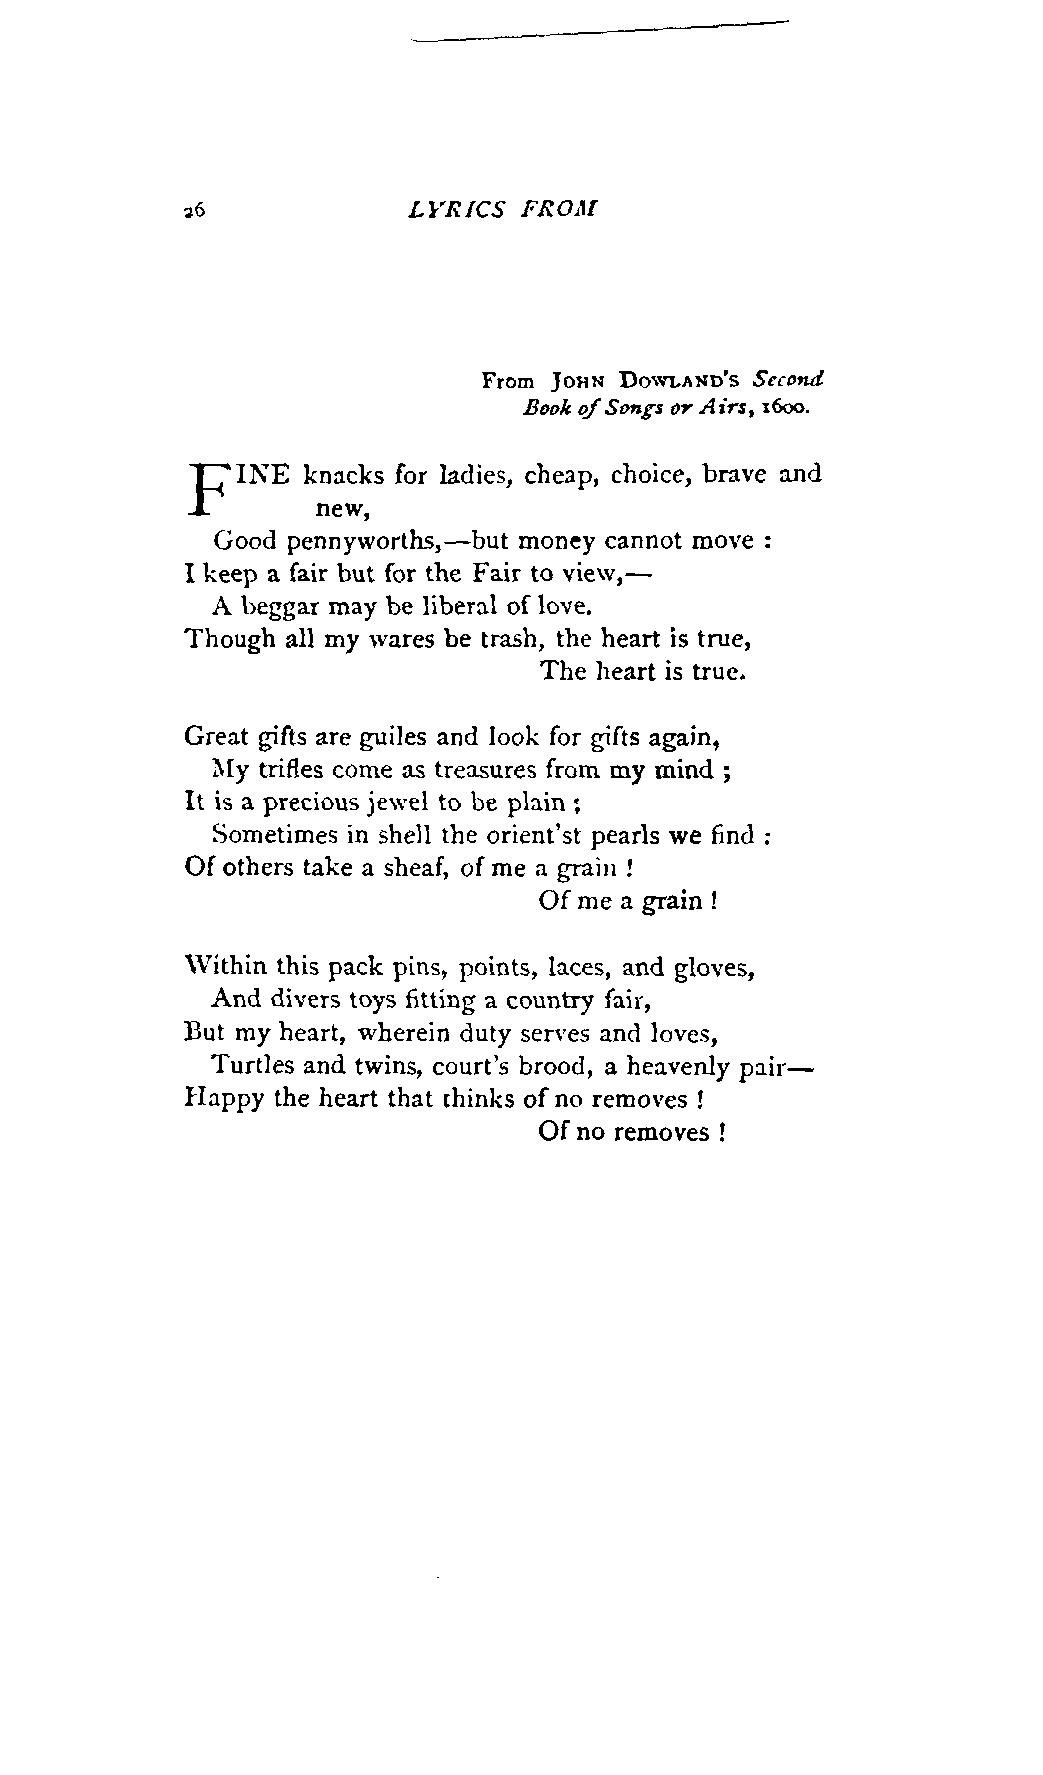 26 LYRICS FROM
From JOHN DOWLAND'S Second
Book of Songs or Airs, 1600.
FINE knacks for ladies, cheap, choice, brave and
new,
Good pennyworths,—but money cannot move :
I keep a fair but for the Fair to view,—
A beggar may be liberal of love.
Though all my wares be trash, the heart is true,
The heart is true.
Great gifts are guiles and look for gifts again,
My trifles come as treasures from my mind ;
It is a precious jewel to be plain ;
Sometimes in shell the orient'st pearls we find :
Of others take a sheaf, of me a grain !
Of me a grain !
Within this pack pins, points, laces, and gloves,
And divers toys fitting a country fair,
But my heart, wherein duty serves and loves,
Turtles and twins, court's brood, a heavenly pair—
Happy the heart that thinks of no removes !
Of no removes !